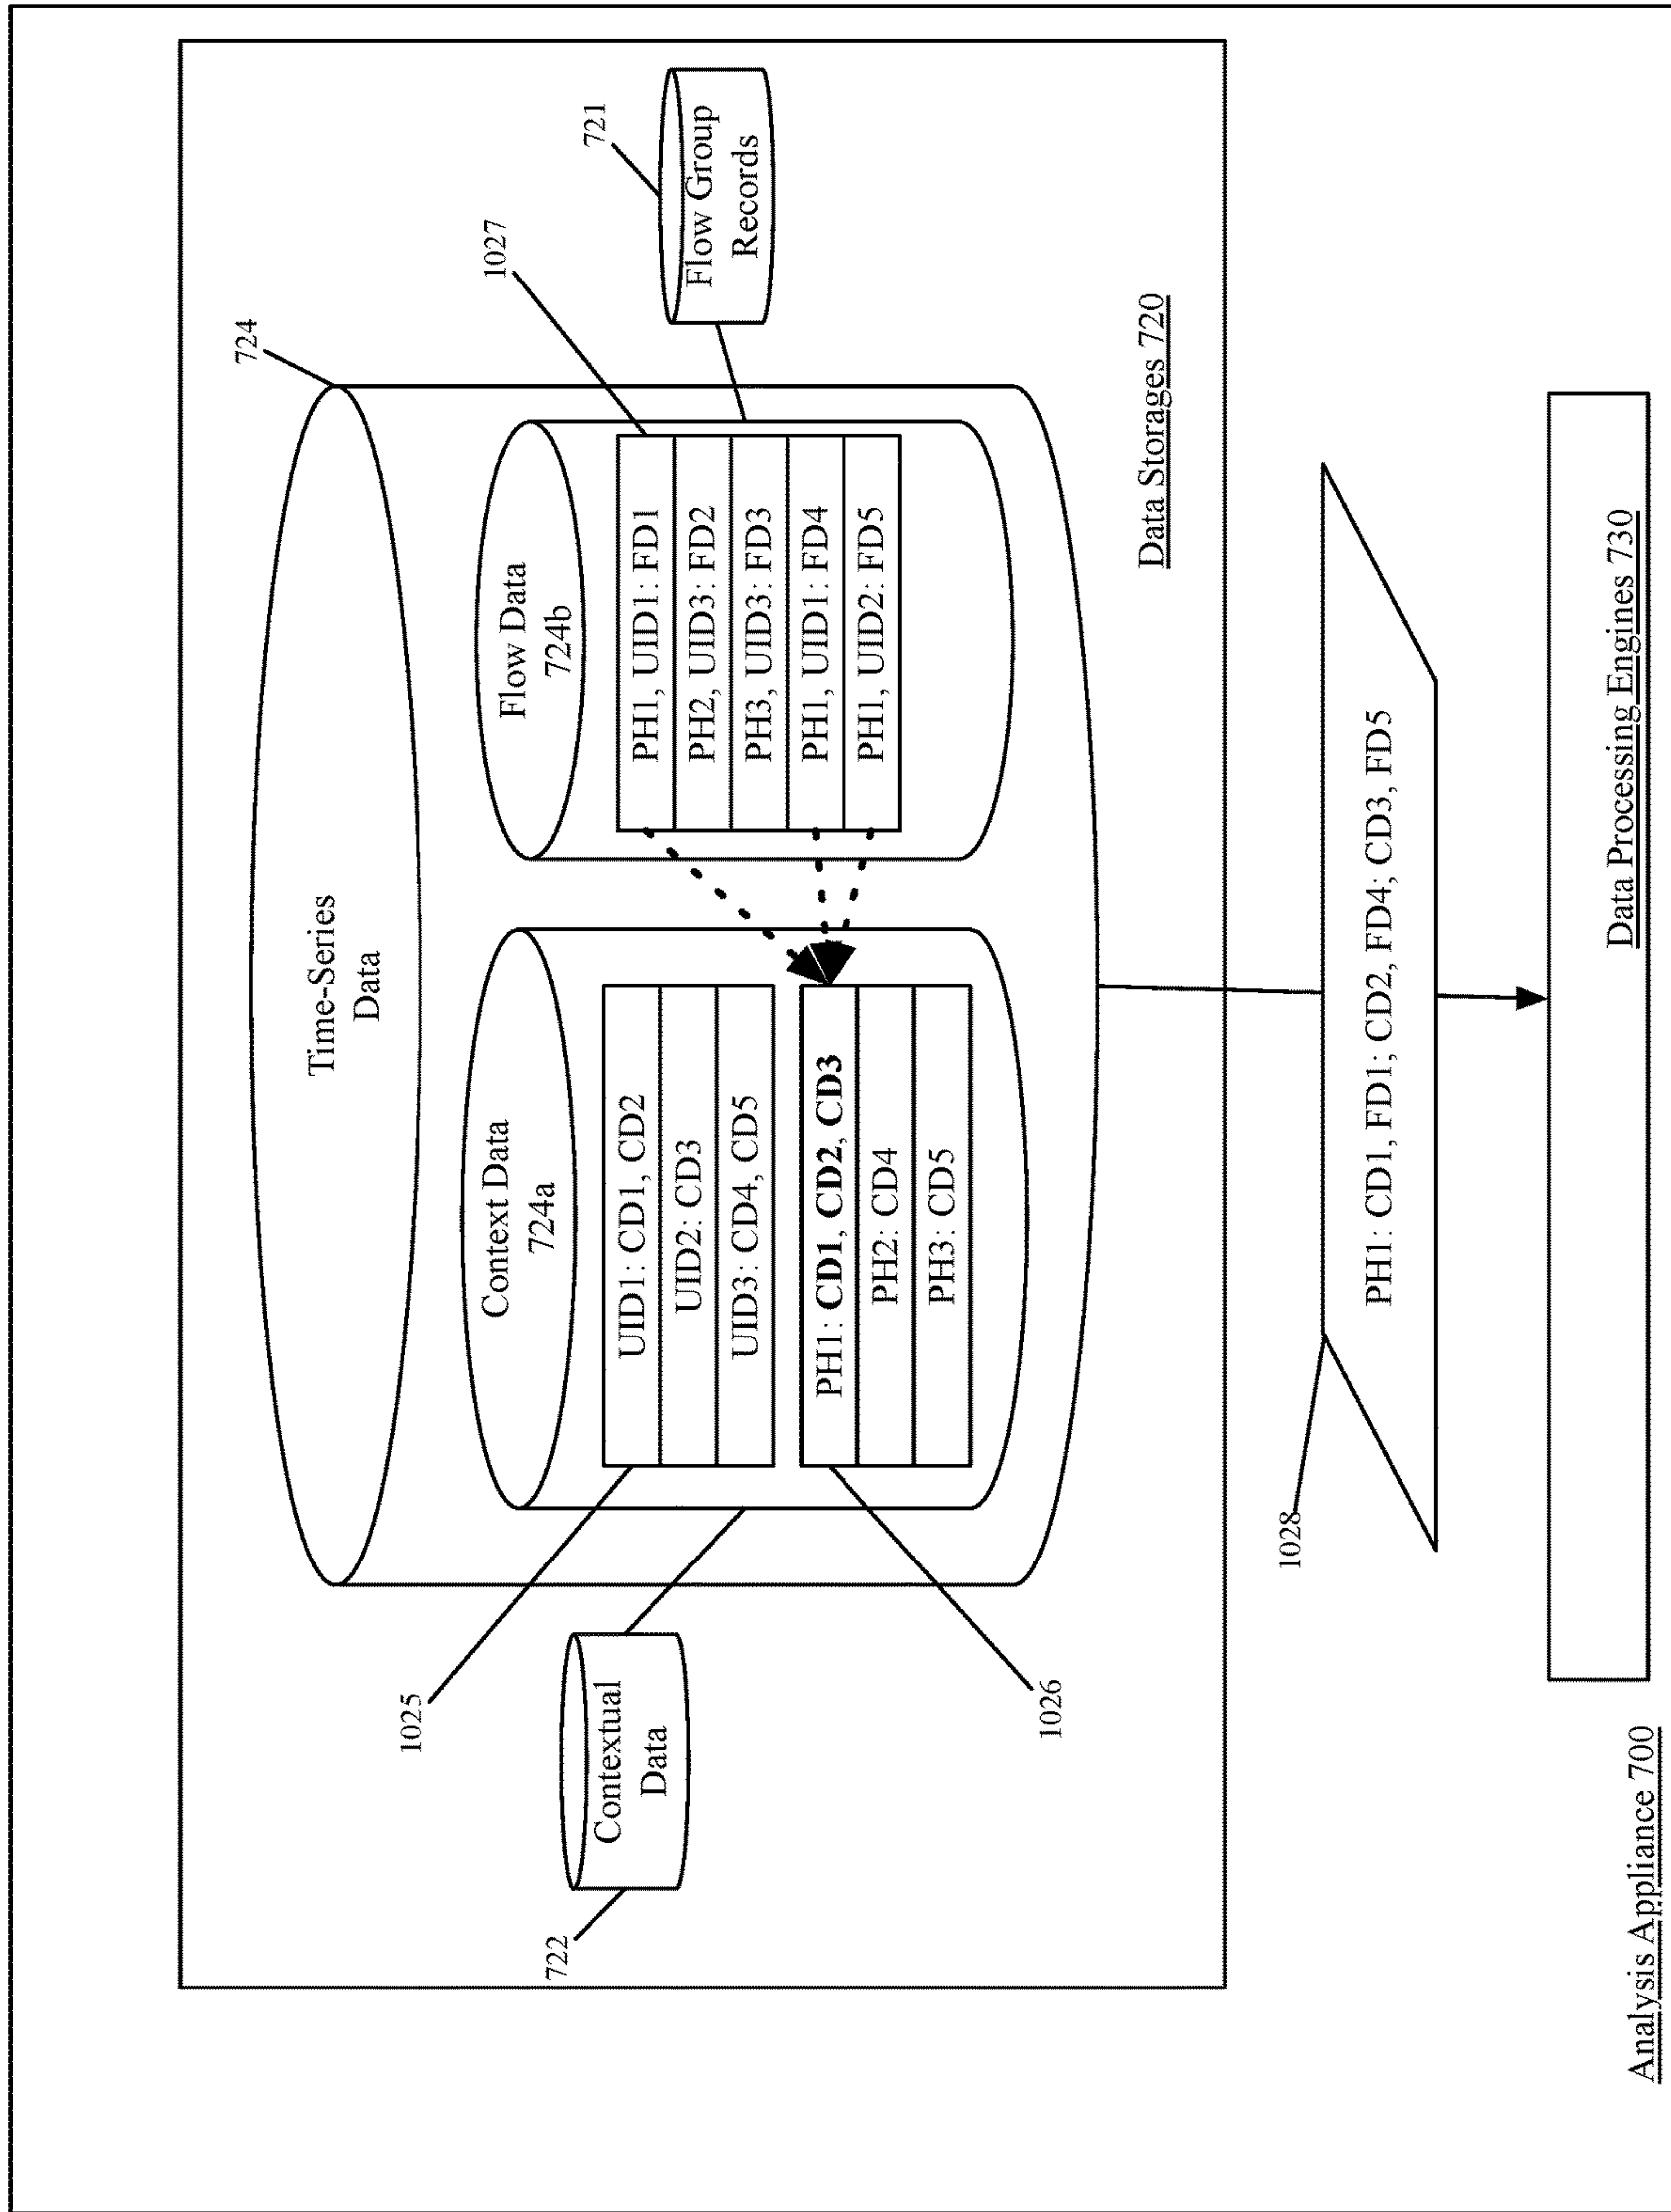 724
Time-Series
Data
721
Flow Group
Records
1027
Context Data
724a
Flow Data
724b
1025
UID1: CD1, CD2
UID2: CD3
UID3: CD4, CD5
PH1, UID1: FD1
PH2, UID3: FD2
PH3, UID3: FD3
PH1, UID1: FD4
PH1, UID2: FD5
722
Contextual
Data
PH1: CD1, CD2, CD3
PH2: CD4
PH3: CD5
1026
Data Storages 720
1028
PH1: CD1, FD1; CD2, FD4; CD3, FD5
Data Processing Engines 730
Analysis Appliance 700